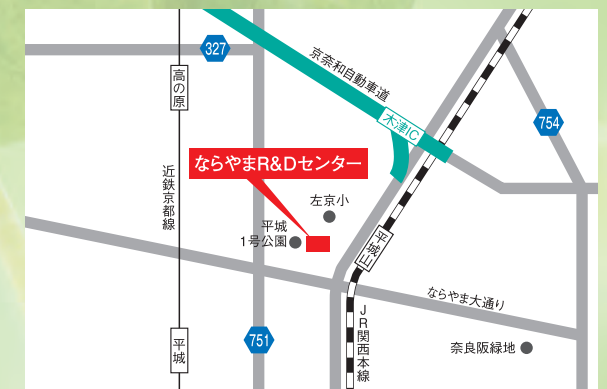 327
高の原
京奈和自動車道
木津IC
754
ならやまR&Dセンター
近鉄京都線
左京小
平城
1号公園
平城山
ならやま大通り
JR関西本線
751
平城
奈良阪緑地